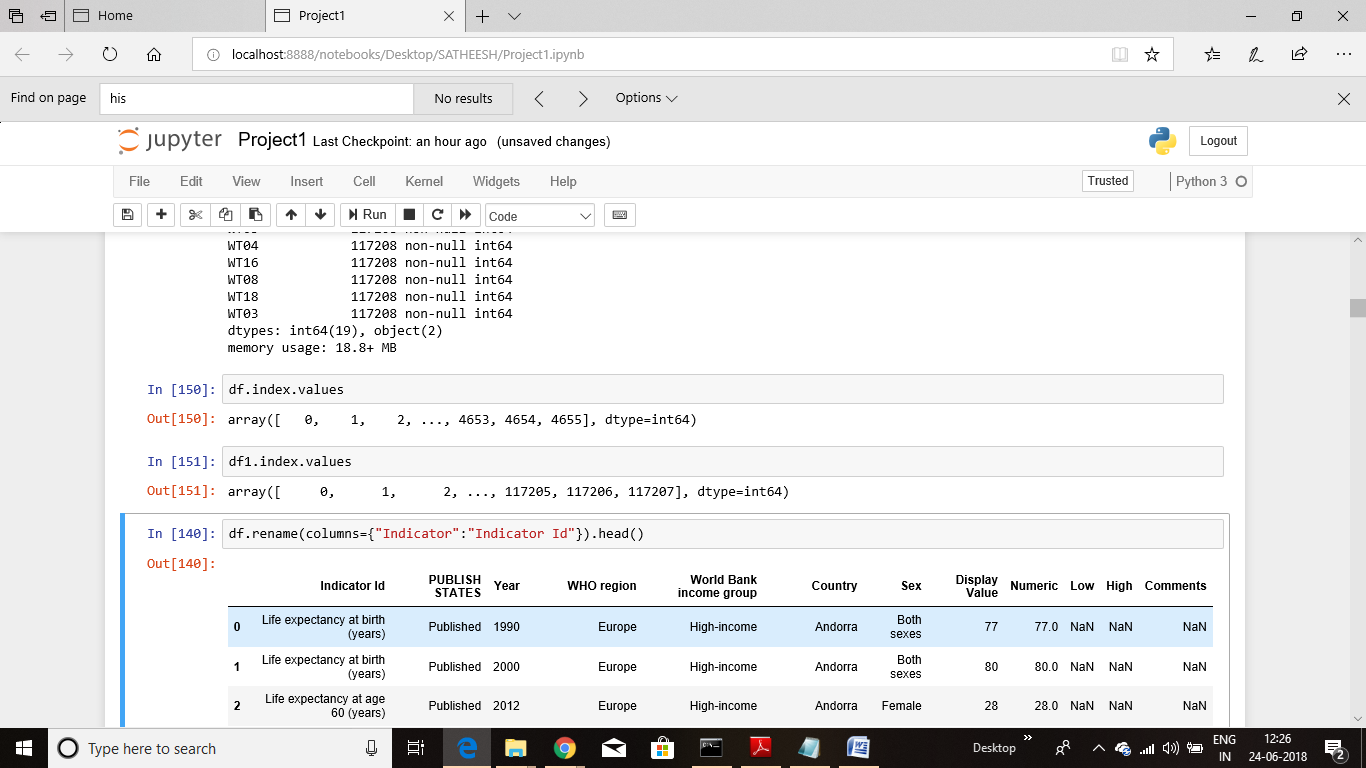 Home
Project1
localhost:8888/notebooks/Desktop/SATHEESH/Project1.ipynb
Find on page his No results Options
jupyter Project1 Last Checkpoint: an hour ago (unsaved changes) Logout
File Edit View Insert Cell Kernel Widgets Help Trusted Python 3
Run Code
WT04 117208 non-null int64
WT16 117208 non-null int64
WT08 117208 non-null int64
WT18 117208 non-null int64
WT03 117208 non-null int64
dtypes: int64(19), object(2)
memory usage: 18.8+ MB
In [150]: df.index.values
Out[150]: array([ 0, 1, 2, ..., 4653, 4654, 4655], dtype=int64)
In [151]: df1.index.values
Out[151]: array([ 0, 1, 2, ..., 117205, 117206, 117207], dtype=int64)
In [140]: df.rename(columns={"Indicator":"Indicator Id"}).head()
Out[140]:
Indicator Id PUBLISH STATES Year WHO region World Bank income group Country Sex Display Value Numeric Low High Comments
0 Life expectancy at birth (years) Published 1990 Europe High-income Andorra Both sexes 77 77.0 NaN NaN NaN
1 Life expectancy at birth (years) Published 2000 Europe High-income Andorra Both sexes 80 80.0 NaN NaN NaN
2 Life expectancy at age 60 (years) Published 2012 Europe High-income Andorra Female 28 28.0 NaN NaN NaN
Type here to search Desktop ENG 12:26
IN 24-06-2018 2